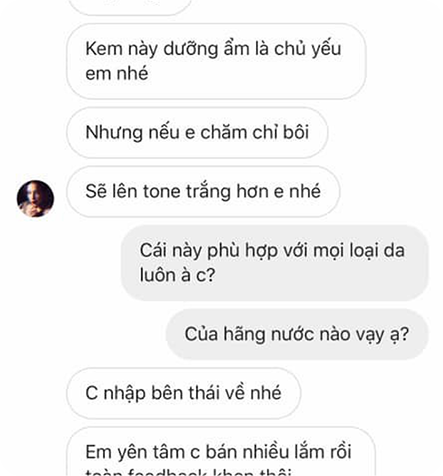 Kem này dưỡng ẩm là chủ yếu
em nhé
Nhưng nếu e chăm chỉ bôi
Sẽ lên tone trắng hơn e nhé
Cái này phù hợp với mọi loại da
luôn à c?
Của hãng nước nào vạy ạ?
C nhập bên thái về nhé
Em yên tâm c bán nhiều lắm rồi
toàn feedback khen thôi